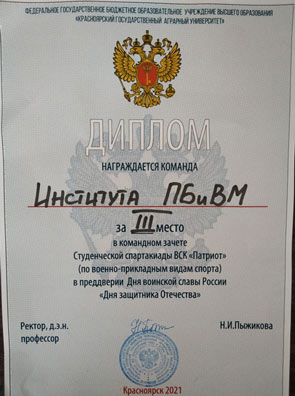 ФЕДЕРАЛЬНОЕ ГОСУДАРСТВЕННОЕ БЮДЖЕТНОЕ ОБРАЗОВАТЕЛЬНОЕ УЧРЕЖДЕНИЕ ВЫСШЕГО ОБРАЗОВАНИЯ
«КРАСНОЯРСКИЙ ГОСУДАРСТВЕННЫЙ АГРАРНЫЙ УНИВЕРСИТЕТ»
ДИПЛОМ
НАГРАЖДАЕТСЯ КОМАНДА
Института ПБиВМ
за III место
в командном зачете
Студенческой спартакиады ВСК «Патриот»
(по военно-прикладным видам спорта)
в преддверии Дня воинской славы России
«Дня защитника Отечества»
Ректор, д.э.н. Н.И.Пыжикова
профессор
Красноярск 2021